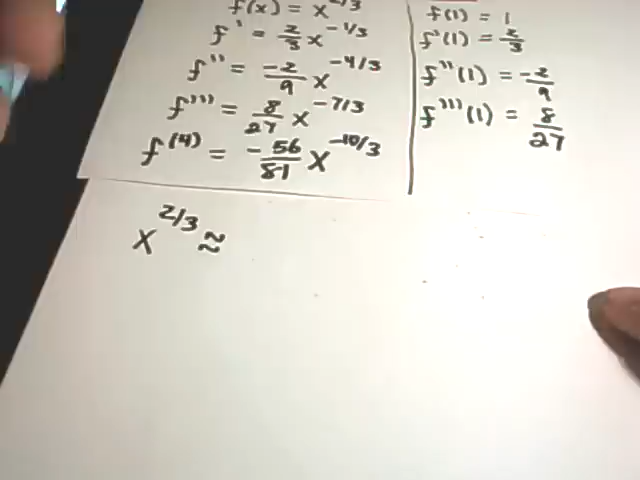 f(x) = x^2/3
f' = 2/3 x^-1/3
f'' = -2/9 x^-4/3
f''' = 8/27 x^-7/3
f^(4) = -56/81 x^-10/3
f(1) = 1
f'(1) = 2/3
f''(1) = -2/9
f'''(1) = 8/27
x^2/3 ≈